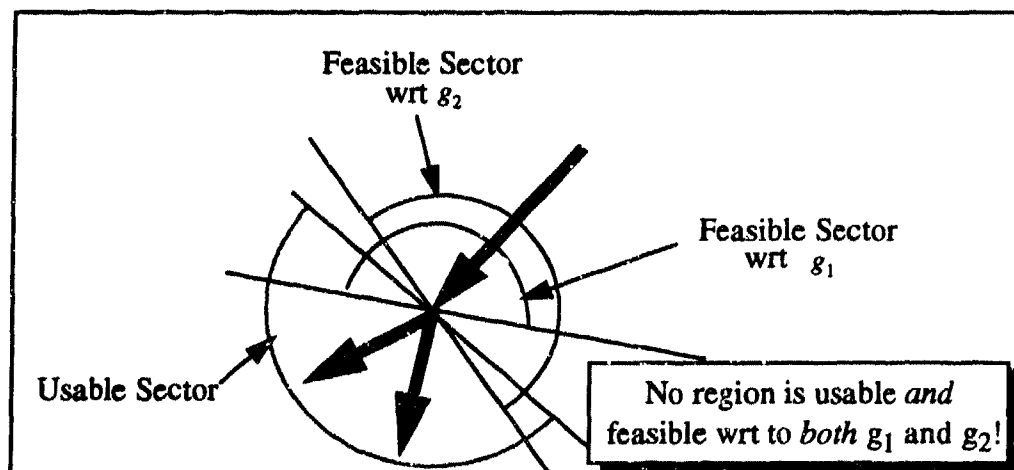 Feasible Sector
wrt g₂
Feasible Sector
wrt g₁
Usable Sector
No region is usable and
feasible wrt to both g₁ and g₂!